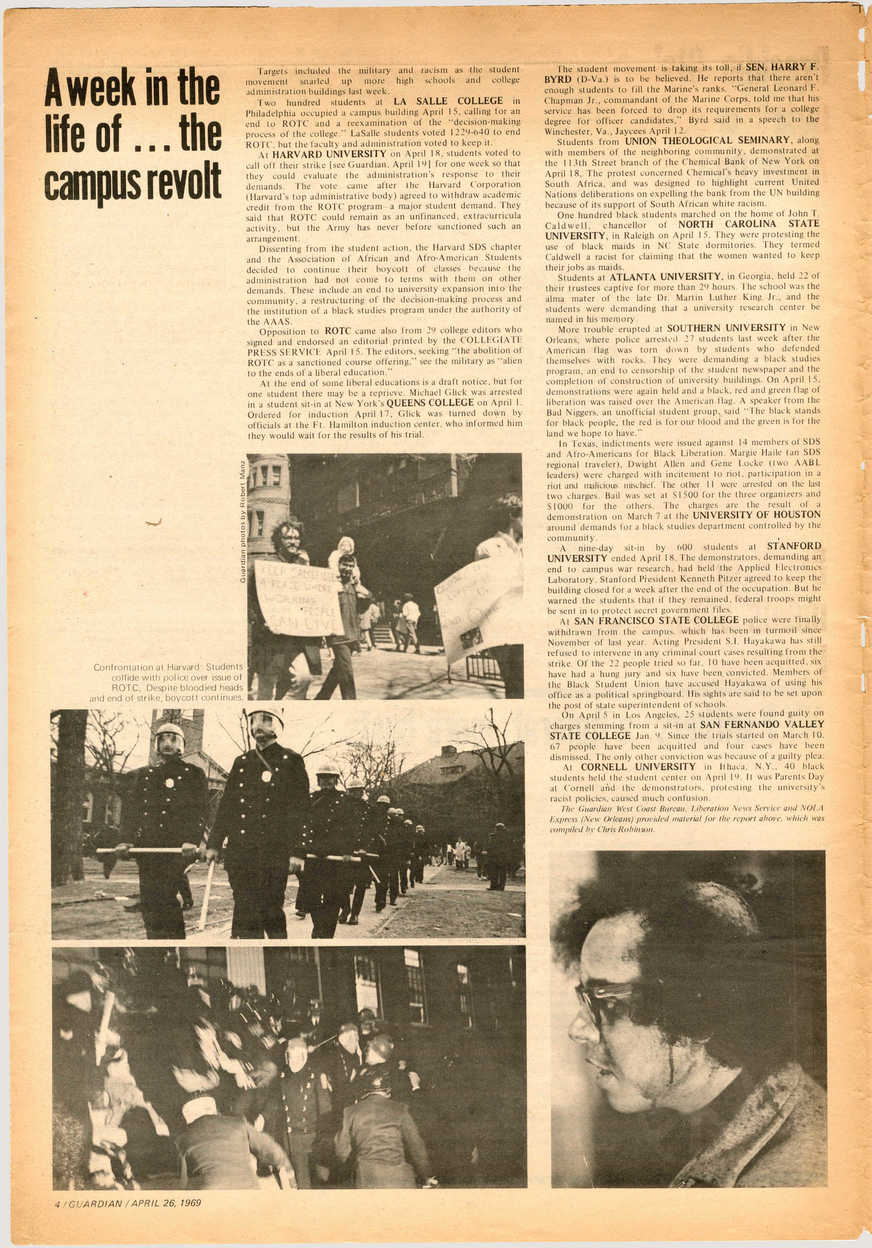 A week in the
life of ... the
campus revolt
Targets included the military and racism as the student
movement snarled up more high schools and college
administration buildings last week.
Two hundred students at LA SALLE COLLEGE in
Philadelphia occupied a campus building April 15, calling for an
end to ROTC and a reexamination of the "decision-making
process of the college." LaSalle students voted 1229-640 to end
ROTC, but the faculty and administration voted to keep it.
At HARVARD UNIVERSITY on April 18, students voted to
call off their strike [see Guardian, April 19] for one week so that
they could evaluate the administration's response to their
demands. The vote came after the Harvard Corporation
(Harvard's top administrative body) agreed to withdraw academic
credit from the ROTC program—a major student demand. They
said that ROTC could remain as an unfinanced, extracurricula
activity, but the Army has never before sanctioned such an
arrangement.
Dissenting from the student action, the Harvard SDS chapter
and the Association of African and Afro-American Students
decided to continue their boycott of classes because the
administration had not come to terms with them on other
demands. These include an end to university expansion into the
community, a restructuring of the decision-making process and
the institution of a black studies program under the authority of
the AAAS.
Opposition to ROTC came also from 29 college editors who
signed and endorsed an editorial printed by the COLLEGIATE
PRESS SERVICE April 15. The editors, seeking "the abolition of
ROTC as a sanctioned course offering," see the military as "alien
to the ends of a liberal education."
At the end of some liberal educations is a draft notice, but for
one student there may be a reprieve. Michael Glick was arrested
in a student sit-in at New York's QUEENS COLLEGE on April 1.
Ordered for induction April 17, Glick was turned down by
officials at the Ft. Hamilton induction center, who informed him
they would wait for the results of his trial.
Guardian photos by Robert Manz
KEEP SANE
WORKING
PEOPLE
CAN LIVE
Confrontation at Harvard: Students
collide with police over issue of
ROTC. Despite bloodied heads
and end of strike, boycott continues.
The student movement is taking its toll, if SEN. HARRY F.
BYRD (D-Va.) is to be believed. He reports that there aren't
enough students to fill the Marine's ranks. "General Leonard F.
Chapman Jr., commandant of the Marine Corps, told me that his
service has been forced to drop its requirements for a college
degree for officer candidates," Byrd said in a speech to the
Winchester, Va., Jaycees April 12.
Students from UNION THEOLOGICAL SEMINARY, along
with members of the neighboring community, demonstrated at
the 113th Street branch of the Chemical Bank of New York on
April 18. The protest concerned Chemical's heavy investment in
South Africa, and was designed to highlight current United
Nations deliberations on expelling the bank from the UN building
because of its support of South African white racism.
One hundred black students marched on the home of John T.
Caldwell, chancellor of NORTH CAROLINA STATE
UNIVERSITY, in Raleigh on April 15. They were protesting the
use of black maids in NC State dormitories. They termed
Caldwell a racist for claiming that the women wanted to keep
their jobs as maids.
Students at ATLANTA UNIVERSITY, in Georgia, held 22 of
their trustees captive for more than 29 hours. The school was the
alma mater of the late Dr. Martin Luther King Jr., and the
students were demanding that a university research center be
named in his memory.
More trouble erupted at SOUTHERN UNIVERSITY in New
Orleans, where police arrested 27 students last week after the
American flag was torn down by students who defended
themselves with rocks. They were demanding a black studies
program, an end to censorship of the student newspaper and the
completion of construction of university buildings. On April 15,
demonstrations were again held and a black, red and green flag of
liberation was raised over the American flag. A speaker from the
Bad Niggers, an unofficial student group, said "The black stands
for black people, the red is for our blood and the green is for the
land we hope to have."
In Texas, indictments were issued against 14 members of SDS
and Afro-Americans for Black Liberation. Margie Haile (an SDS
regional traveler), Dwight Allen and Gene Locke (two AABL
leaders) were charged with incitement to riot, participation in a
riot and malicious mischief. The other 11 were arrested on the last
two charges. Bail was set at $1500 for the three organizers and
$1000 for the others. The charges are the result of a
demonstration on March 7 at the UNIVERSITY OF HOUSTON
around demands for a black studies department controlled by the
community.
A nine-day sit-in by 600 students at STANFORD
UNIVERSITY ended April 18. The demonstrators, demanding an
end to campus war research, had held the Applied Electronics
Laboratory. Stanford President Kenneth Pitzer agreed to keep the
building closed for a week after the end of the occupation. But he
warned the students that if they remained, federal troops might
be sent in to protect secret government files.
At SAN FRANCISCO STATE COLLEGE police were finally
withdrawn from the campus, which has been in turmoil since
November of last year. Acting President S.I. Hayakawa has still
refused to intervene in any criminal court cases resulting from the
strike. Of the 22 people tried so far, 10 have been acquitted, six
have had a hung jury and six have been convicted. Members of
the Black Student Union have accused Hayakawa of using his
office as a political springboard. His sights are said to be set upon
the post of state superintendent of schools.
On April 5 in Los Angeles, 25 students were found guity on
charges stemming from a sit-in at SAN FERNANDO VALLEY
STATE COLLEGE Jan. 9. Since the trials started on March 10,
67 people have been acquitted and four cases have been
dismissed. The only other conviction was because of a guilty plea.
At CORNELL UNIVERSITY in Ithaca, N.Y., 40 black
students held the student center on April 19. It was Parents Day
at Cornell and the demonstrators, protesting the university's
racist policies, caused much confusion.
The Guardian West Coast Bureau, Liberation News Service and NOLA
Express (New Orleans) provided material for the report above, which was
compiled by Chris Robinson.
4 / GUARDIAN / APRIL 26, 1969